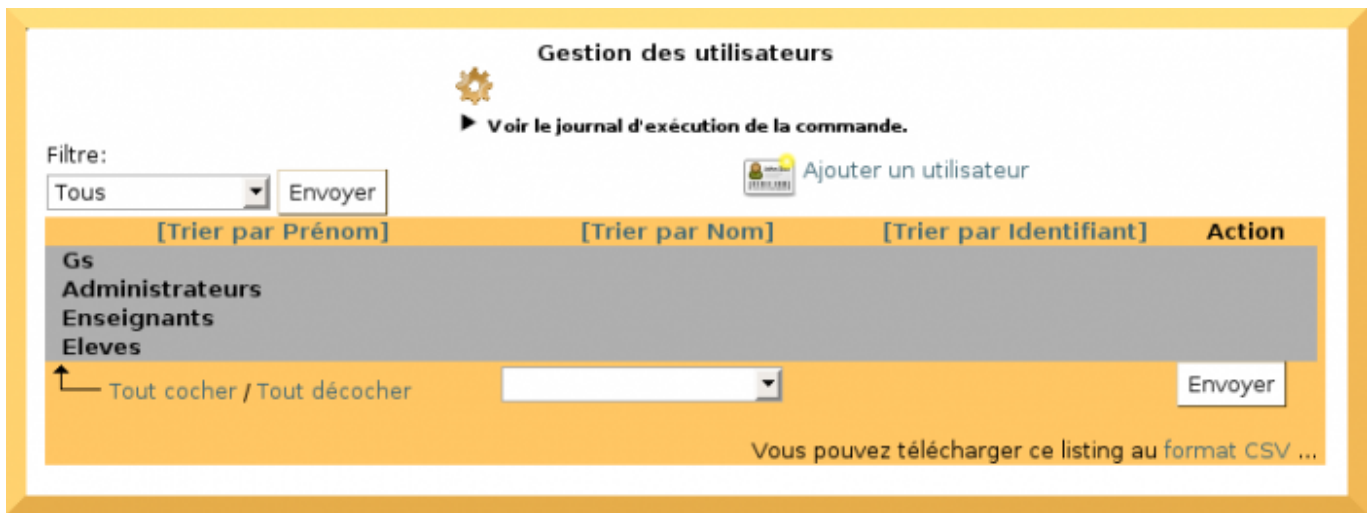 Gestion des utilisateurs
Voir le journal d'exécution de la commande.
Filtre:
Ajouter un utilisateur
Tous Envoyer
[Trier par Prénom] [Trier par Nom] [Trier par Identifiant] Action
Gs
Administrateurs
Enseignants
Eleves
Tout cocher / Tout décocher Envoyer
Vous pouvez télécharger ce listing au format CSV ...